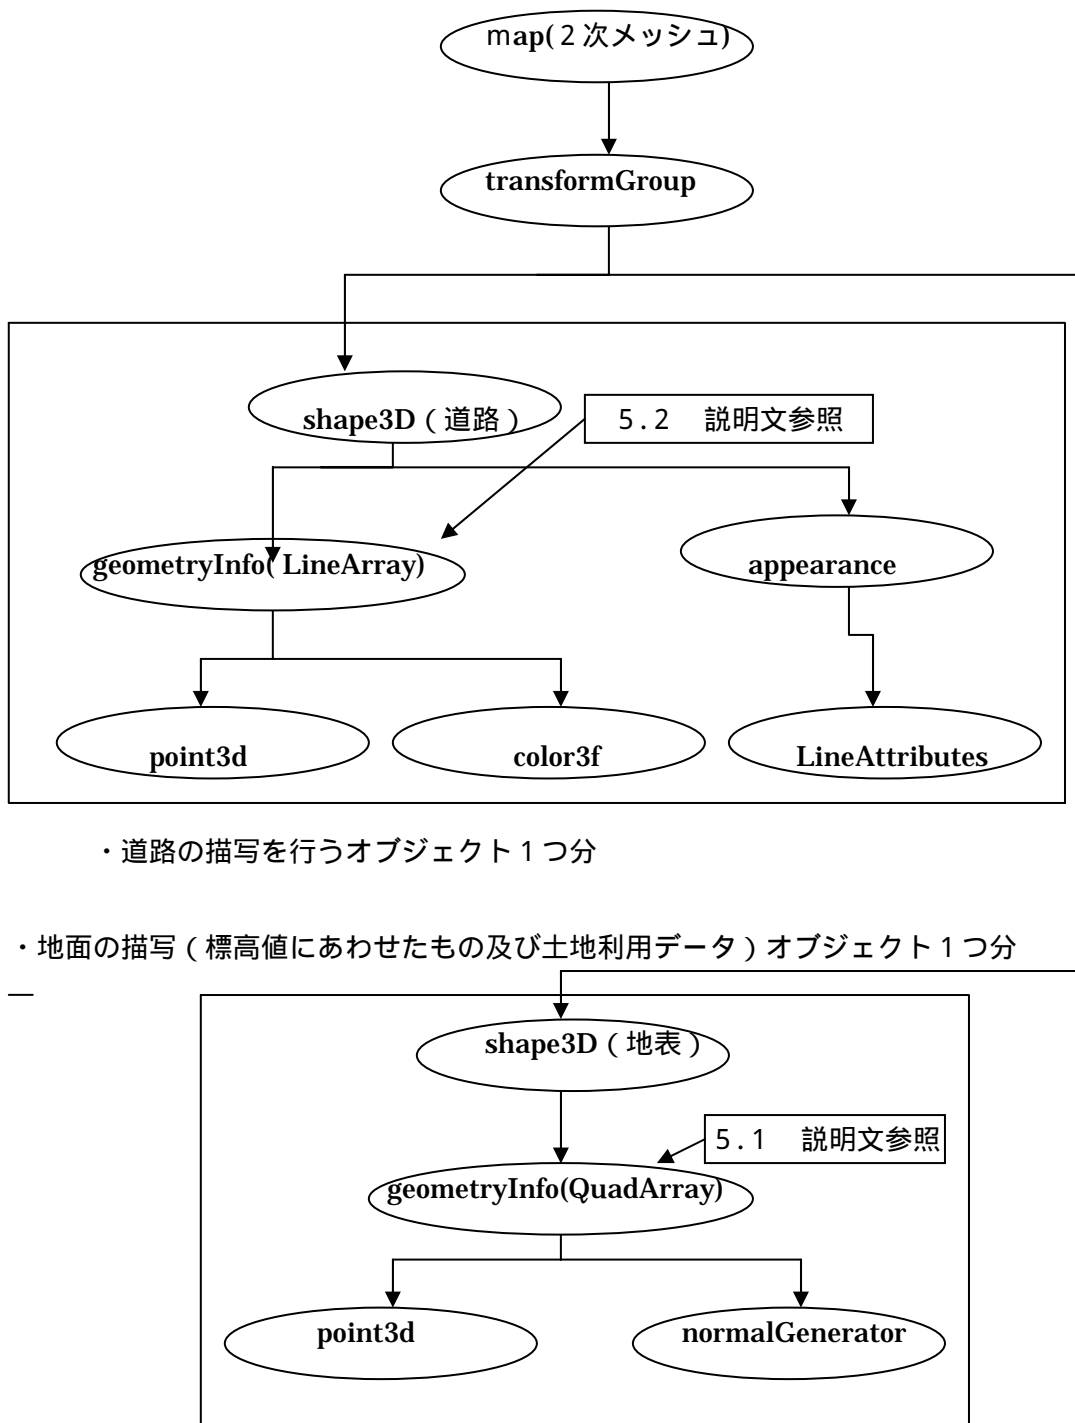 map(２次メッシュ)
transformGroup
shape3D（道路）
５.２　説明文参照
geometryInfo( LineArray)
appearance
point3d
color3f
LineAttributes
・道路の描写を行うオブジェクト１つ分
・地面の描写（標高値にあわせたもの及び土地利用データ）オブジェクト１つ分
shape3D（地表）
５.１　説明文参照
geometryInfo(QuadArray)
point3d
normalGenerator